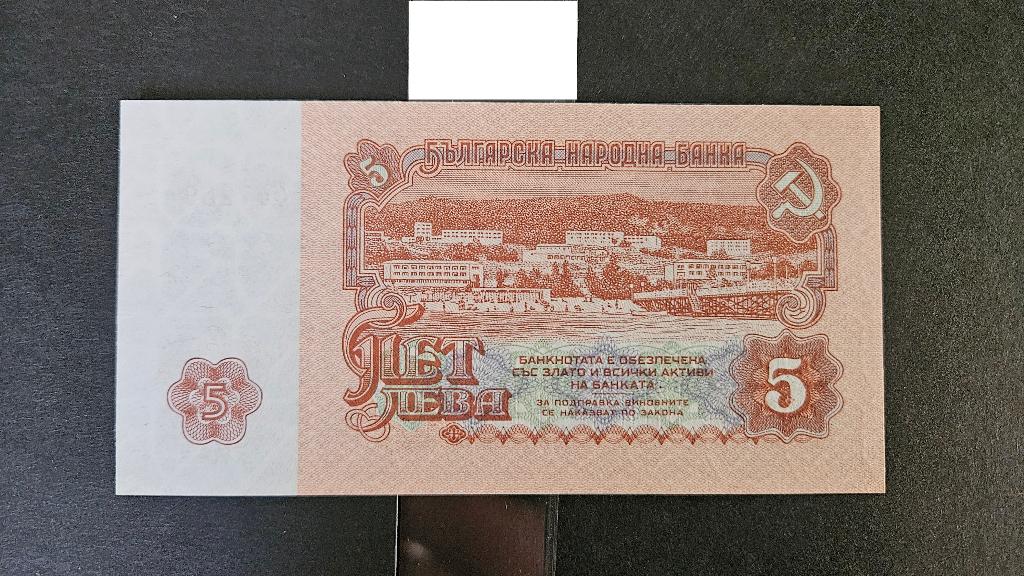 5 БЪЛГАРСКА НАРОДНА БАНКА
ПЕТ
ЛЕВА
БАНКНОТАТА Е ОБЕЗПЕЧЕНА
СЪС ЗЛАТО И ВСИЧКИ АКТИВИ
НА БАНКАТА.
ЗА ПОДПРАВКА ВИНОВНИТЕ
СЕ НАКАЗВАТ ПО ЗАКОНА
5
5